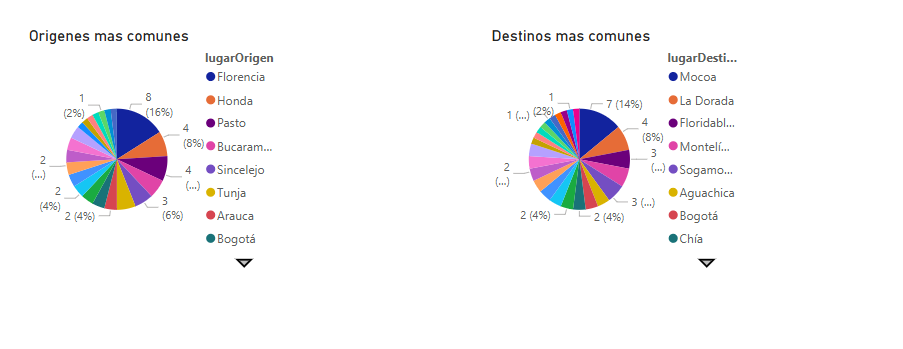 Origenes mas comunes
lugarOrigen
Florencia
Honda
Pasto
Bucaram...
Sincelejo
Tunja
Arauca
Bogotá
8
(16%)
4
(8%)
4
(...)
3
(6%)
2 (4%)
2
(4%)
2
(...)
1
(2%)
Destinos mas comunes
lugarDesti...
Mocoa
La Dorada
Floridabl...
Montelí...
Sogamo...
Aguachica
Bogotá
Chía
7 (14%)
4
(8%)
3
(...)
3 (...)
2 (4%)
2 (4%)
2
(...)
1 (...)
1
(2%)